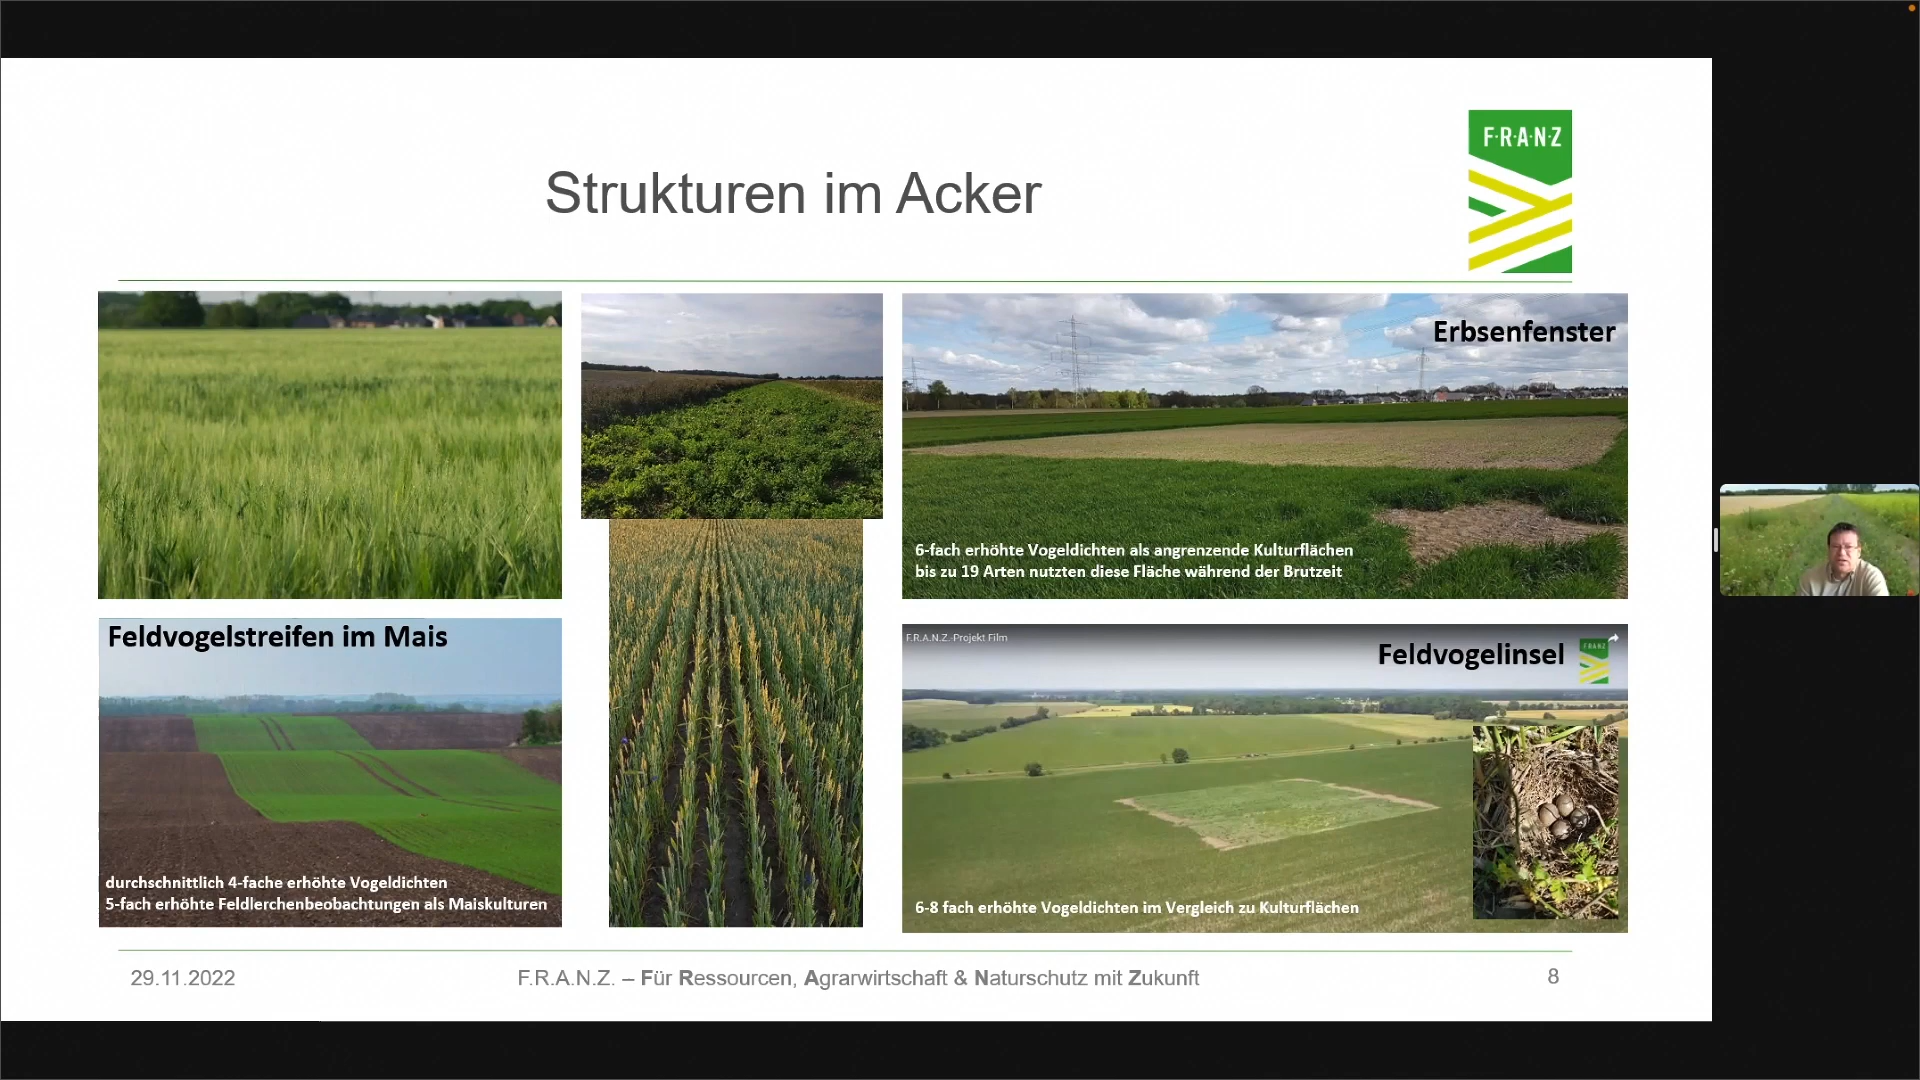 F·R·A·N·Z
Strukturen im Acker
Erbsenfenster
6-fach erhöhte Vogeldichten als angrenzende Kulturflächen
bis zu 19 Arten nutzten diese Fläche während der Brutzeit
Feldvogelstreifen im Mais
durchschnittlich 4-fache erhöhte Vogeldichten
5-fach erhöhte Feldlerchenbeobachtungen als Maiskulturen
F.R.A.N.Z.-Projekt Film
Feldvogelinsel
FRANZ
6-8 fach erhöhte Vogeldichten im Vergleich zu Kulturflächen
29.11.2022
F.R.A.N.Z. – Für Ressourcen, Agrarwirtschaft & Naturschutz mit Zukunft
8